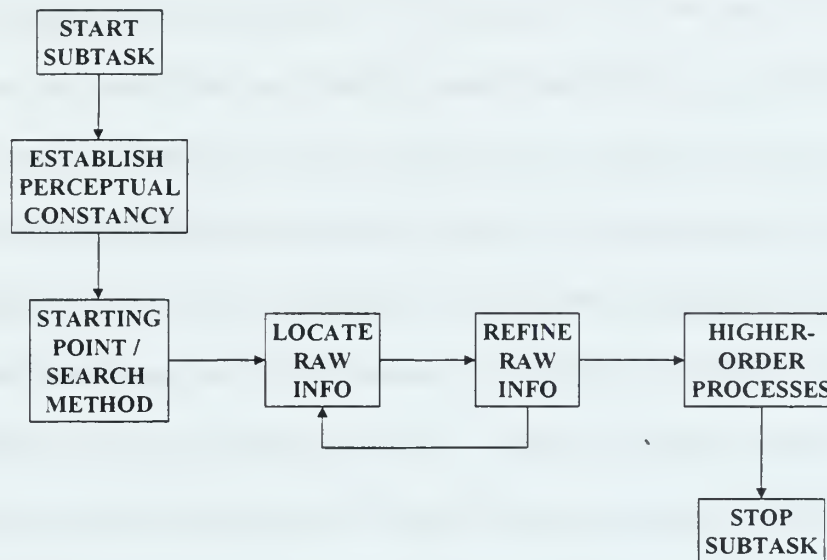 START
SUBTASK
ESTABLISH
PERCEPTUAL
CONSTANCY
STARTING
POINT /
SEARCH
METHOD
LOCATE
RAW
INFO
REFINE
RAW
INFO
HIGHER-
ORDER
PROCESSES
STOP
SUBTASK